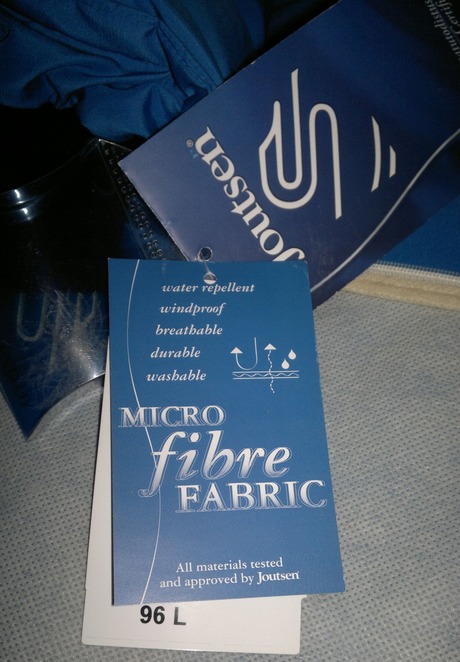 Joutsen®
water repellent
windproof
breathable
durable
washable
MICRO
fibre
FABRIC
All materials tested
and approved by Joutsen®
96 L